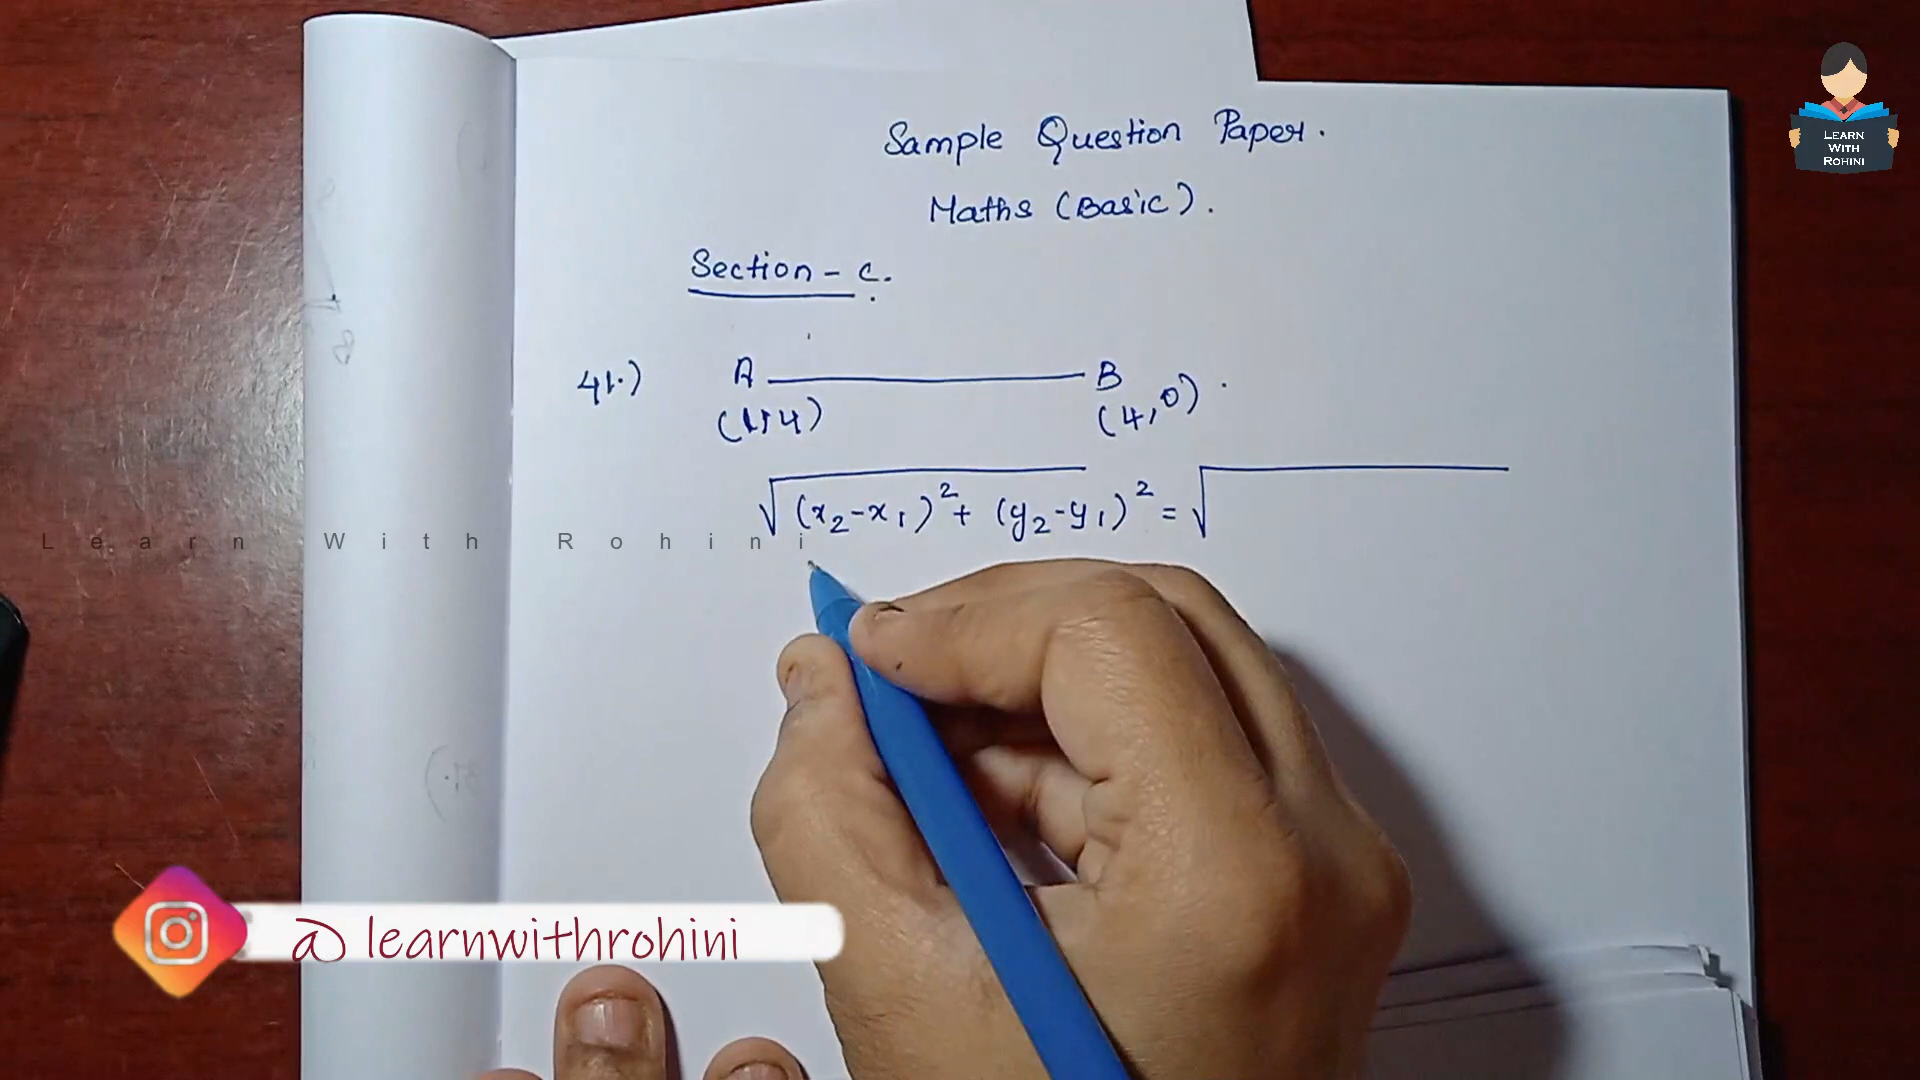 LEARN
WITH
ROHINI
Sample Question Paper.
Maths (Basic).
Section - C.
41.) A B
(1,4) (4,0)
√(x₂-x₁)² + (y₂-y₁)² = √
Learn With Rohini
@learnwithrohini